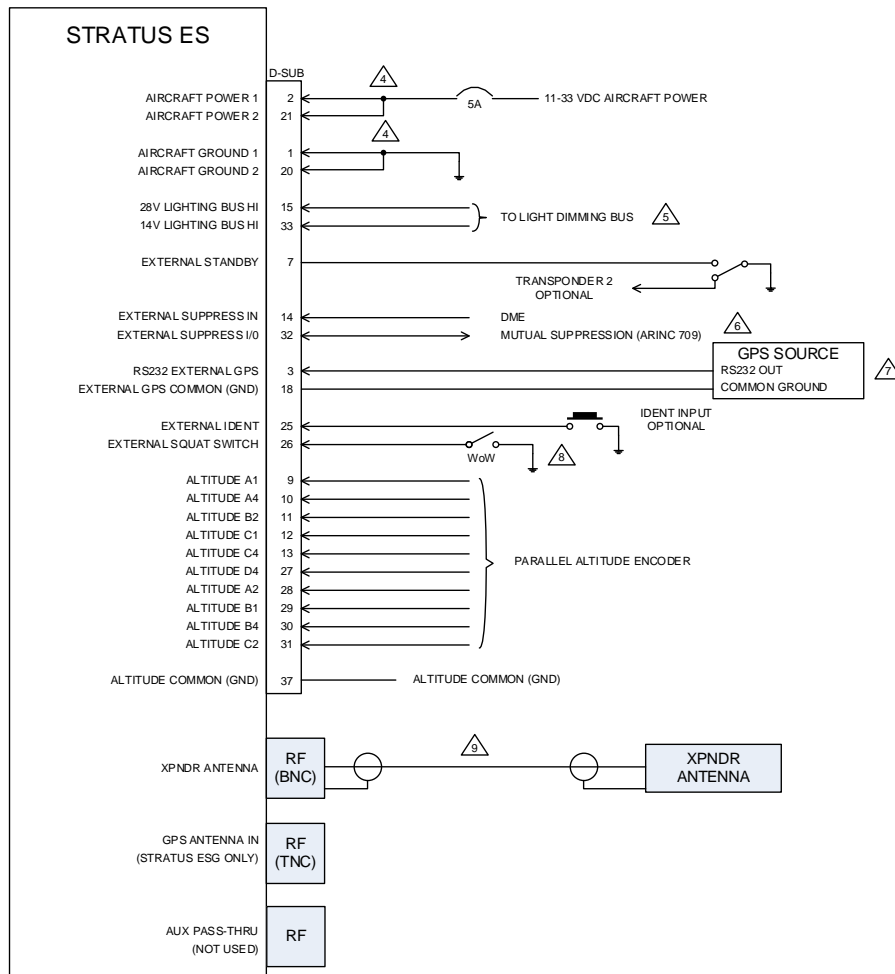 STRATUS ES
D-SUB
AIRCRAFT POWER 1 2 4 5A 11-33 VDC AIRCRAFT POWER
AIRCRAFT POWER 2 21
AIRCRAFT GROUND 1 1 4
AIRCRAFT GROUND 2 20
28V LIGHTING BUS HI 15
14V LIGHTING BUS HI 33
TO LIGHT DIMMING BUS 5
EXTERNAL STANDBY 7
TRANSPONDER 2
OPTIONAL
EXTERNAL SUPPRESS IN 14 DME
EXTERNAL SUPPRESS I/0 32 MUTUAL SUPPRESSION (ARINC 709) 6
GPS SOURCE
RS232 EXTERNAL GPS 3 RS232 OUT 7
EXTERNAL GPS COMMON (GND) 18 COMMON GROUND
EXTERNAL IDENT 25 IDENT INPUT
OPTIONAL
EXTERNAL SQUAT SWITCH 26 WoW 8
ALTITUDE A1 9
ALTITUDE A4 10
ALTITUDE B2 11
ALTITUDE C1 12
ALTITUDE C4 13
PARALLEL ALTITUDE ENCODER
ALTITUDE D4 27
ALTITUDE A2 28
ALTITUDE B1 29
ALTITUDE B4 30
ALTITUDE C2 31
ALTITUDE COMMON (GND) 37 ALTITUDE COMMON (GND)
XPNDR ANTENNA
RF
(BNC)
9
XPNDR
ANTENNA
GPS ANTENNA IN
(STRATUS ESG ONLY)
RF
(TNC)
AUX PASS-THRU
(NOT USED)
RF